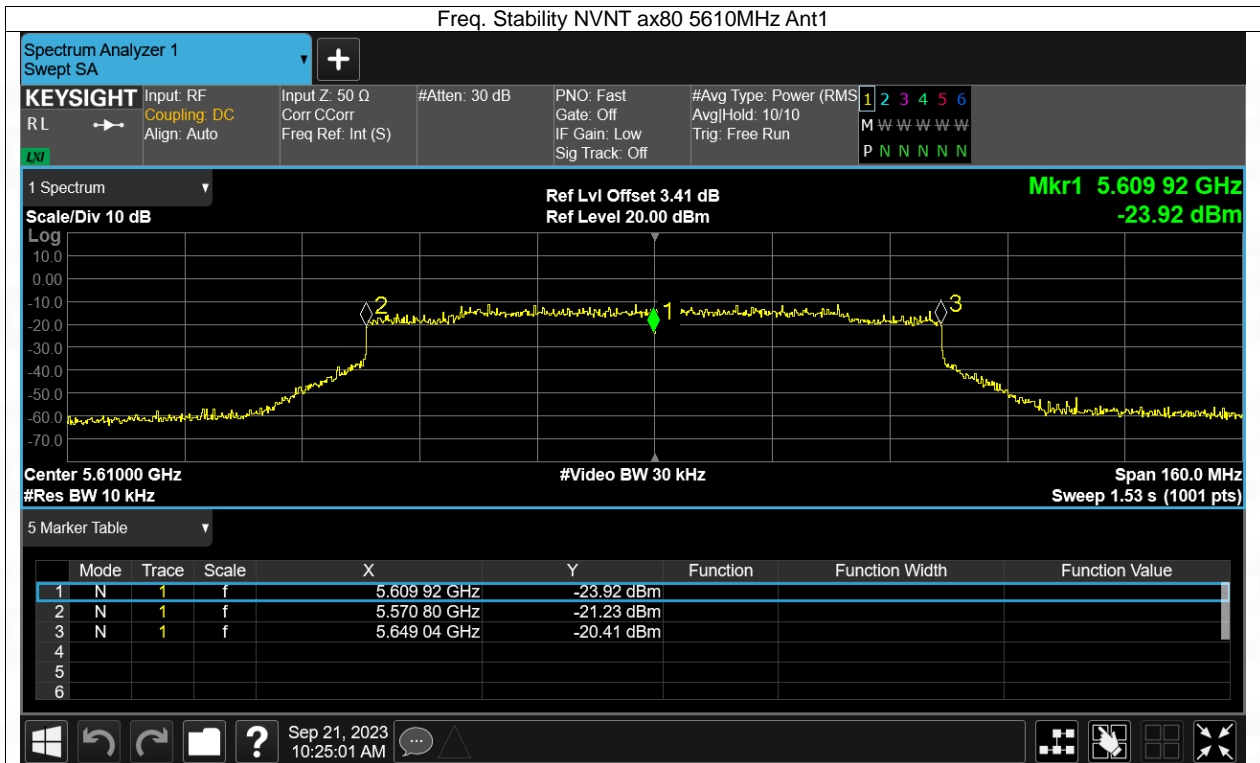 Freq. Stability NVNT ax80 5610MHz Ant1
Spectrum Analyzer 1
Swept SA
+
KEYSIGHT
RL
LXI
Input: RF
Coupling: DC
Align: Auto
Input Z: 50 Ω
Corr CCorr
Freq Ref: Int (S)
#Atten: 30 dB
PNO: Fast
Gate: Off
IF Gain: Low
Sig Track: Off
#Avg Type: Power (RMS
Avg|Hold: 10/10
Trig: Free Run
1 2 3 4 5 6
M W W W W W
P N N N N N
1 Spectrum
Scale/Div 10 dB
Ref Lvl Offset 3.41 dB
Ref Level 20.00 dBm
Mkr1 5.609 92 GHz
-23.92 dBm
Log
10.0
0.00
-10.0
-20.0
-30.0
-40.0
-50.0
-60.0
-70.0
2
1
3
Center 5.61000 GHz
#Video BW 30 kHz
Span 160.0 MHz
#Res BW 10 kHz
Sweep 1.53 s (1001 pts)
5 Marker Table
Mode Trace Scale X Y Function Function Width Function Value
1 N 1 f 5.609 92 GHz -23.92 dBm
2 N 1 f 5.570 80 GHz -21.23 dBm
3 N 1 f 5.649 04 GHz -20.41 dBm
4
5
6
?
Sep 21, 2023
10:25:01 AM